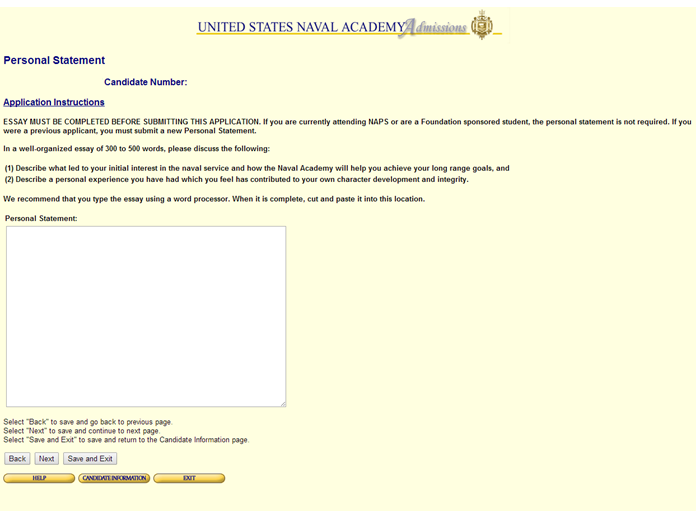 UNITED STATES NAVAL ACADEMY Admissions
Personal Statement
Candidate Number:
Application Instructions
ESSAY MUST BE COMPLETED BEFORE SUBMITTING THIS APPLICATION. If you are currently attending NAPS or are a Foundation sponsored student, the personal statement is not required. If you
were a previous applicant, you must submit a new Personal Statement.
In a well-organized essay of 300 to 500 words, please discuss the following:
(1) Describe what led to your initial interest in the naval service and how the Naval Academy will help you achieve your long range goals, and
(2) Describe a personal experience you have had which you feel has contributed to your own character development and integrity.
We recommend that you type the essay using a word processor. When it is complete, cut and paste it into this location.
Personal Statement:
Select "Back" to save and go back to previous page.
Select "Next" to save and continue to next page.
Select "Save and Exit" to save and return to the Candidate Information page.
Back Next Save and Exit
HELP CANDIDATE INFORMATION EXIT